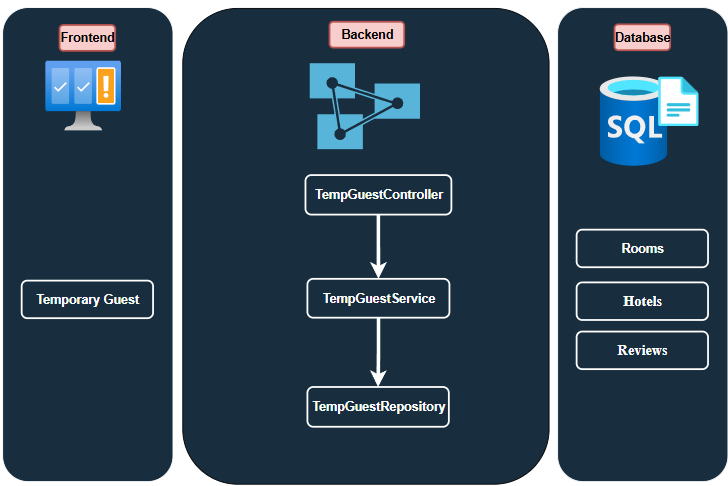 Frontend
Temporary Guest
Backend
TempGuestController
TempGuestService
TempGuestRepository
Database
SQL
Rooms
Hotels
Reviews